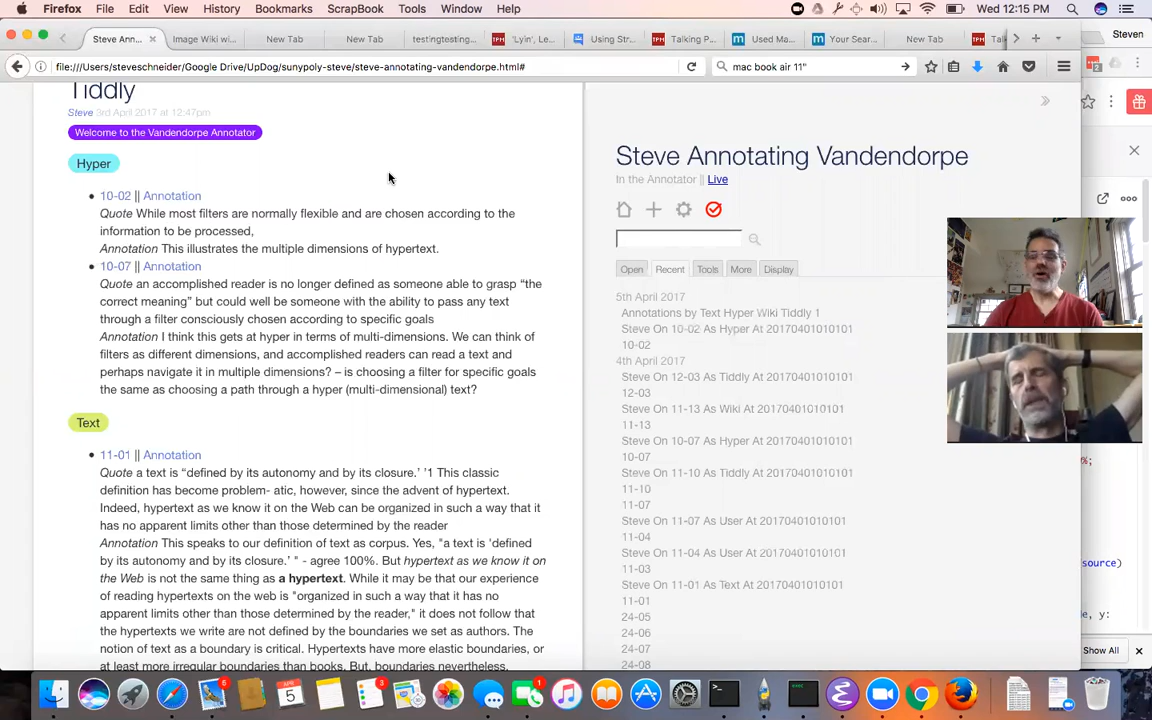 Firefox File Edit View History Bookmarks ScrapBook Tools Window Help Wed 12:15 PM
Steve Ann... × Image Wiki wi... New Tab New Tab testingtesting... TPM 'Lyin', Le... Using Str... TPM Talking P... Used Ma... Your Sear... New Tab TPM Steven
file:///Users/steveschneider/Google Drive/UpDog/sunypoly-steve/steve-annotating-vandendorpe.html# mac book air 11"
Tiddly
Steve 3rd April 2017 at 12:47pm
Welcome to the Vandendorpe Annotator
Hyper
10-02 || Annotation
Quote While most filters are normally flexible and are chosen according to the
information to be processed,
Annotation This illustrates the multiple dimensions of hypertext.
10-07 || Annotation
Quote an accomplished reader is no longer defined as someone able to grasp “the
correct meaning” but could well be someone with the ability to pass any text
through a filter consciously chosen according to specific goals
Annotation I think this gets at hyper in terms of multi-dimensions. We can think of
filters as different dimensions, and accomplished readers can read a text and
perhaps navigate it in multiple dimensions? – is choosing a filter for specific goals
the same as choosing a path through a hyper (multi-dimensional) text?
Text
11-01 || Annotation
Quote a text is “defined by its autonomy and by its closure.’ '1 This classic
definition has become problem- atic, however, since the advent of hypertext.
Indeed, hypertext as we know it on the Web can be organized in such a way that it
has no apparent limits other than those determined by the reader
Annotation This speaks to our definition of text as corpus. Yes, "a text is 'defined
by its autonomy and by its closure.' " - agree 100%. But hypertext as we know it on
the Web is not the same thing as a hypertext. While it may be that our experience
of reading hypertexts on the web is "organized in such a way that it has no
apparent limits other than those determined by the reader," it does not follow that
the hypertexts we write are not defined by the boundaries we set as authors. The
notion of text as a boundary is critical. Hypertexts have more elastic boundaries, or
at least more irregular boundaries than books. But, boundaries nevertheless.
Steve Annotating Vandendorpe
In the Annotator || Live
Open Recent Tools More Display
5th April 2017
Annotations by Text Hyper Wiki Tiddly 1
Steve On 10-02 As Hyper At 20170401010101
10-02
4th April 2017
Steve On 12-03 As Tiddly At 20170401010101
12-03
Steve On 11-13 As Wiki At 20170401010101
11-13
Steve On 10-07 As Hyper At 20170401010101
10-07
Steve On 11-10 As Tiddly At 20170401010101
11-10
11-07
Steve On 11-07 As User At 20170401010101
11-04
Steve On 11-04 As User At 20170401010101
11-03
Steve On 11-01 As Text At 20170401010101
11-01
24-05
24-06
24-07
24-08
%;
source)
e, y:
Show All